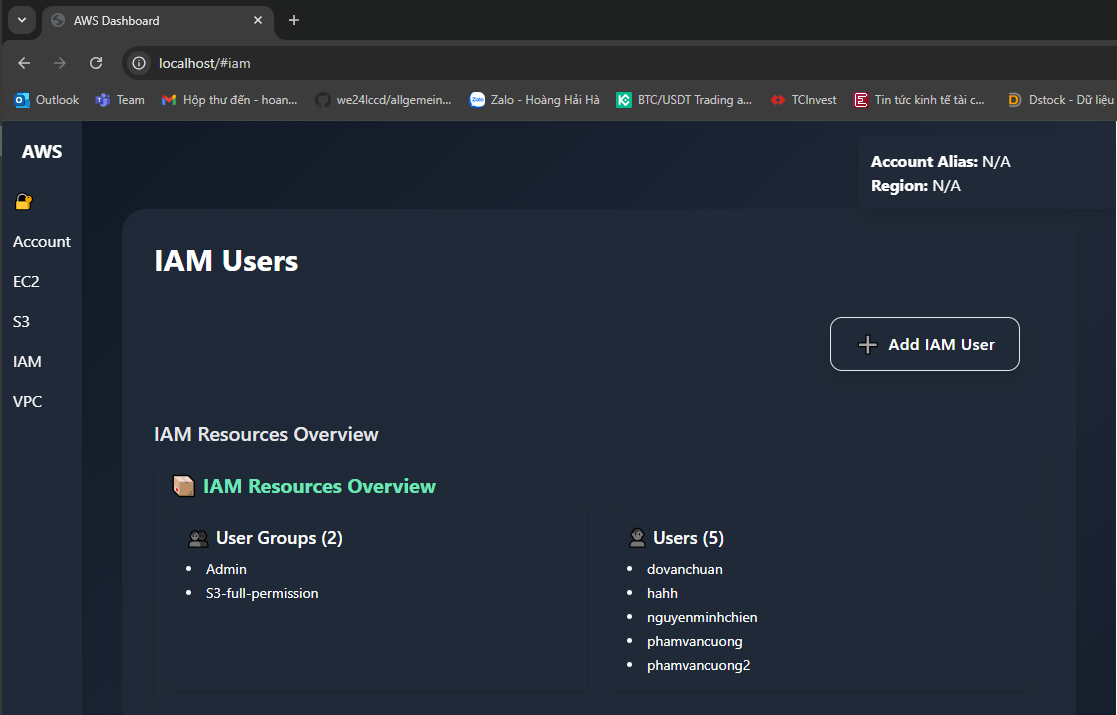 AWS Dashboard
localhost/#iam
Outlook
Team
Hộp thư đến - hoan...
we24lccd/allgemein...
Zalo - Hoàng Hải Hà
BTC/USDT Trading a...
TCInvest
Tin tức kinh tế tài c...
Dstock - Dữ liệu
AWS
Account Alias: N/A
Region: N/A
Account
EC2
S3
IAM
VPC
IAM Users
Add IAM User
IAM Resources Overview
IAM Resources Overview
User Groups (2)
Admin
S3-full-permission
Users (5)
dovanchuan
hahh
nguyenminhchien
phamvancuong
phamvancuong2